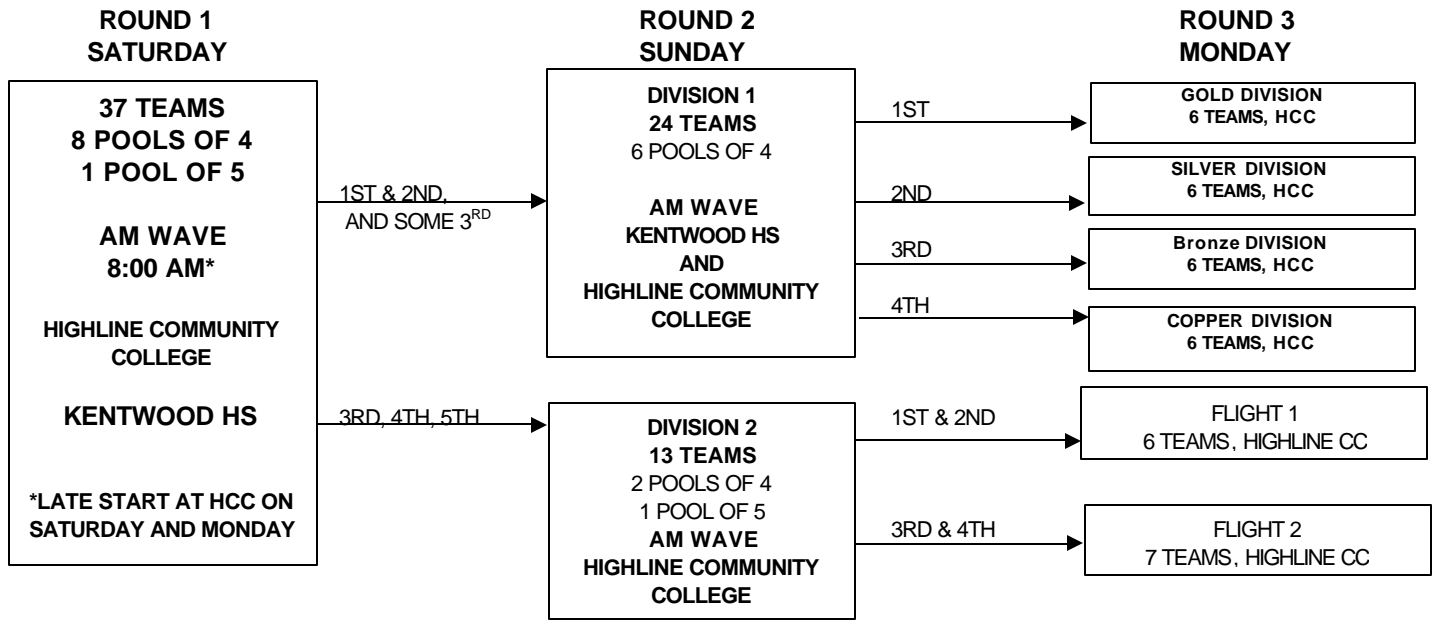 ROUND 1
SATURDAY
37 TEAMS
8 POOLS OF 4
1 POOL OF 5
AM WAVE
8:00 AM*
HIGHLINE COMMUNITY
COLLEGE
KENTWOOD HS
*LATE START AT HCC ON
SATURDAY AND MONDAY
1ST & 2ND,
AND SOME 3RD
3RD, 4TH, 5TH
ROUND 2
SUNDAY
DIVISION 1
24 TEAMS
6 POOLS OF 4
AM WAVE
KENTWOOD HS
AND
HIGHLINE COMMUNITY
COLLEGE
DIVISION 2
13 TEAMS
2 POOLS OF 4
1 POOL OF 5
AM WAVE
HIGHLINE COMMUNITY
COLLEGE
1ST
2ND
3RD
4TH
1ST & 2ND
3RD & 4TH
ROUND 3
MONDAY
GOLD DIVISION
6 TEAMS, HCC
SILVER DIVISION
6 TEAMS, HCC
Bronze DIVISION
6 TEAMS, HCC
COPPER DIVISION
6 TEAMS, HCC
FLIGHT 1
6 TEAMS, HIGHLINE CC
FLIGHT 2
7 TEAMS, HIGHLINE CC